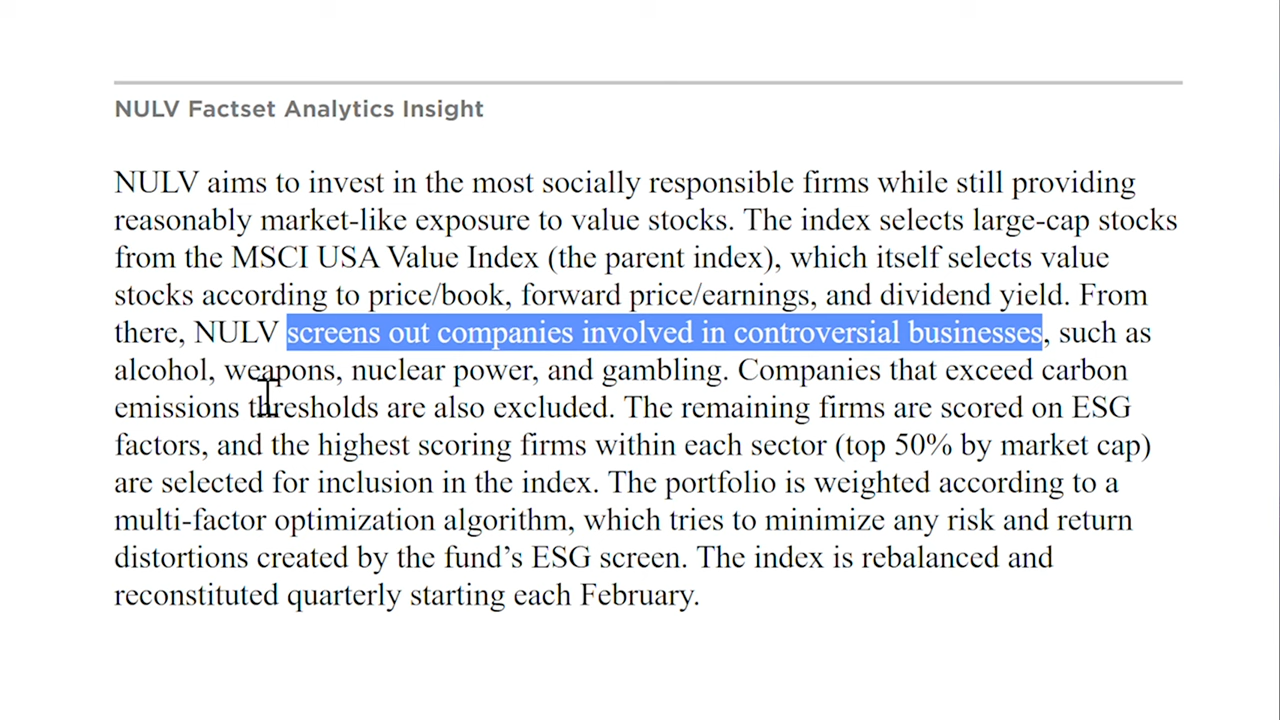 NULV Factset Analytics Insight
NULV aims to invest in the most socially responsible firms while still providing
reasonably market-like exposure to value stocks. The index selects large-cap stocks
from the MSCI USA Value Index (the parent index), which itself selects value
stocks according to price/book, forward price/earnings, and dividend yield. From
there, NULV screens out companies involved in controversial businesses, such as
alcohol, weapons, nuclear power, and gambling. Companies that exceed carbon
emissions thresholds are also excluded. The remaining firms are scored on ESG
factors, and the highest scoring firms within each sector (top 50% by market cap)
are selected for inclusion in the index. The portfolio is weighted according to a
multi-factor optimization algorithm, which tries to minimize any risk and return
distortions created by the fund’s ESG screen. The index is rebalanced and
reconstituted quarterly starting each February.